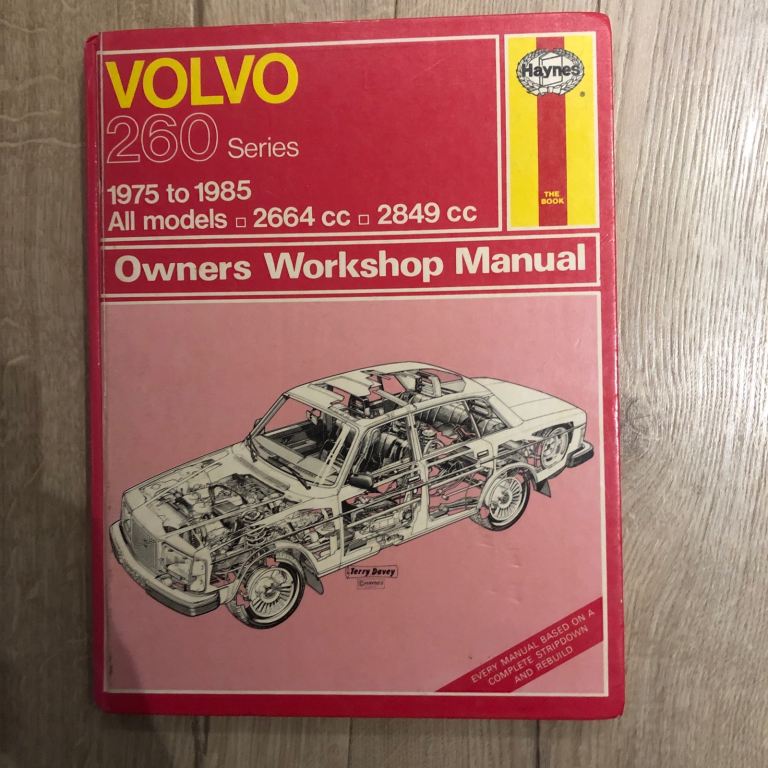 VOLVO
260 Series
1975 to 1985
All models □ 2664 cc □ 2849 cc
Haynes
®
THE
BOOK
Owners Workshop Manual
Terry Davey
© HAYNES
EVERY MANUAL BASED ON A
COMPLETE STRIPDOWN
AND REBUILD